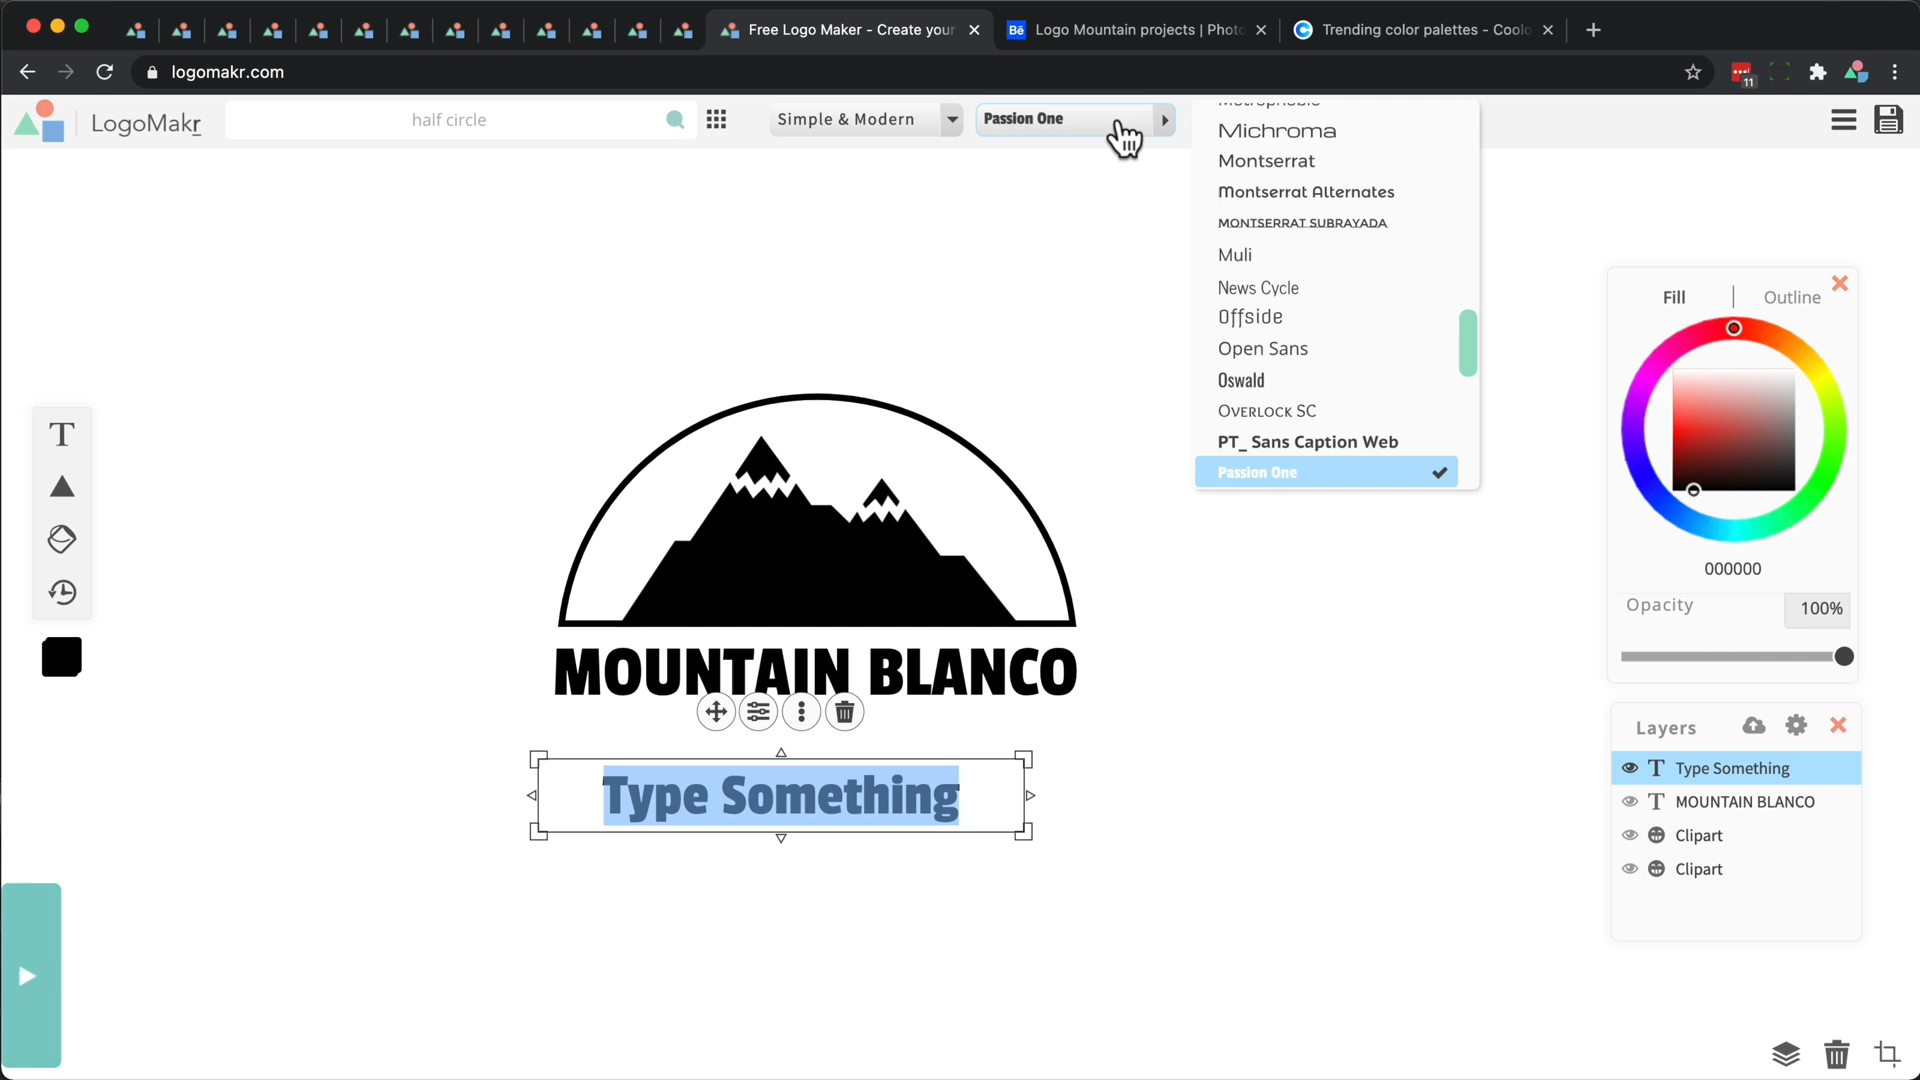 Free Logo Maker - Create your
Logo Mountain projects | Photo
Trending color palettes - Coolo
logomakr.com
11
LogoMakr
half circle
Simple & Modern
Passion One
Metrophobic
Michroma
Montserrat
Montserrat Alternates
MONTSERRAT SUBRAYADA
Muli
News Cycle
Offside
Open Sans
Oswald
OVERLOCK SC
PT_ Sans Caption Web
Passion One
Fill | Outline
000000
Opacity 100%
MOUNTAIN BLANCO
Type Something
Layers
T Type Something
T MOUNTAIN BLANCO
Clipart
Clipart
T
Bē